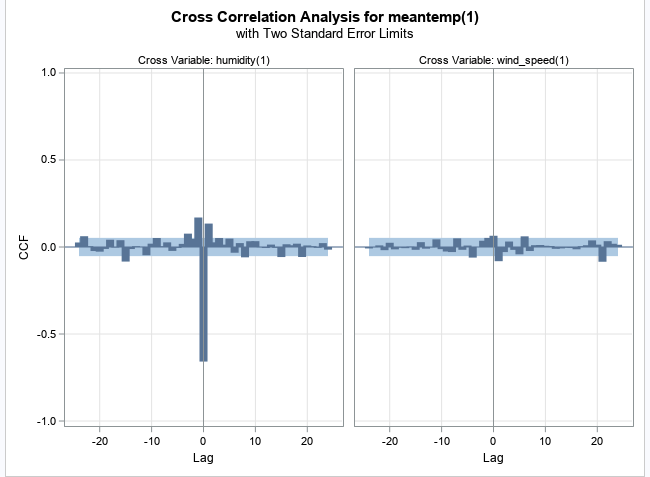 Cross Correlation Analysis for meantemp(1)
with Two Standard Error Limits
Cross Variable: humidity(1)
Cross Variable: wind_speed(1)
1.0
0.5
0.0
-0.5
-1.0
CCF
-20 -10 0 10 20
-20 -10 0 10 20
Lag
Lag